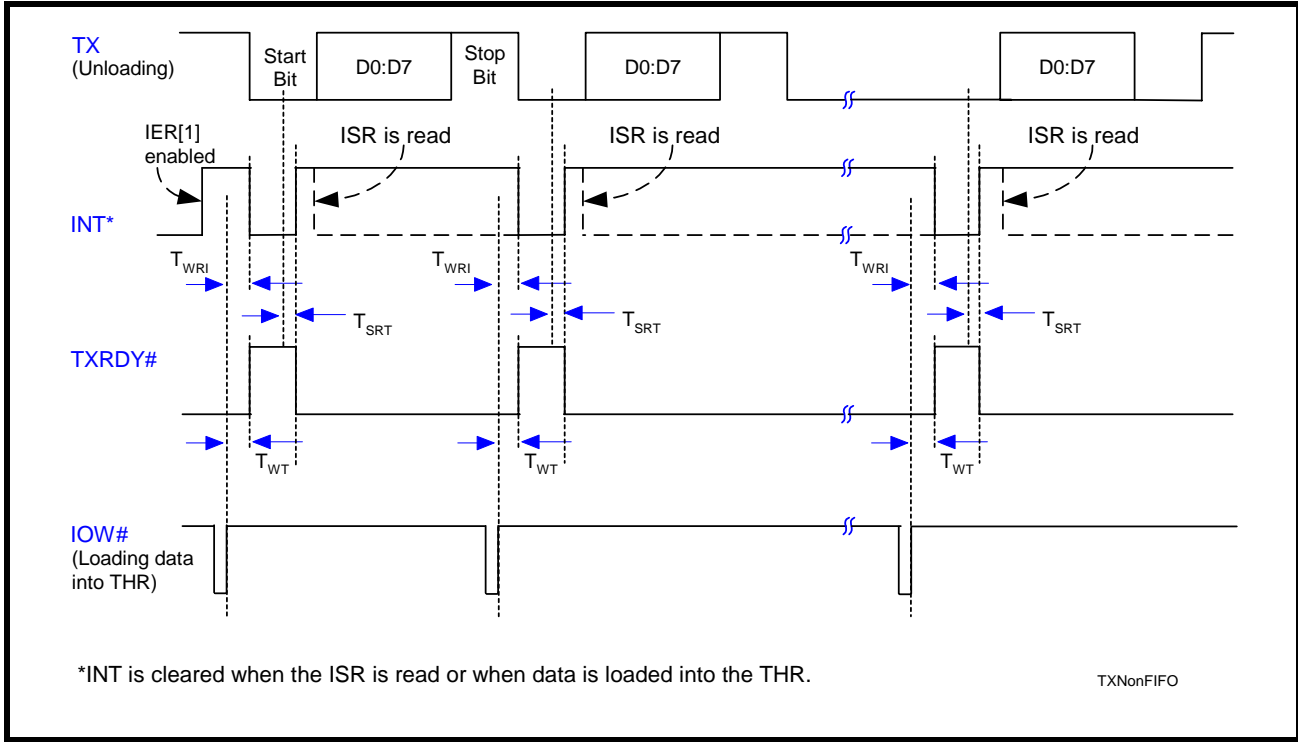 TX
(Unloading)
Start
Bit
D0:D7
Stop
Bit
D0:D7
D0:D7
IER[1]
enabled
ISR is read
ISR is read
ISR is read
INT*
TWRI
TWRI
TWRI
TSRT
TSRT
TSRT
TXRDY#
TWT
TWT
TWT
IOW#
(Loading data
into THR)
*INT is cleared when the ISR is read or when data is loaded into the THR.
TXNonFIFO